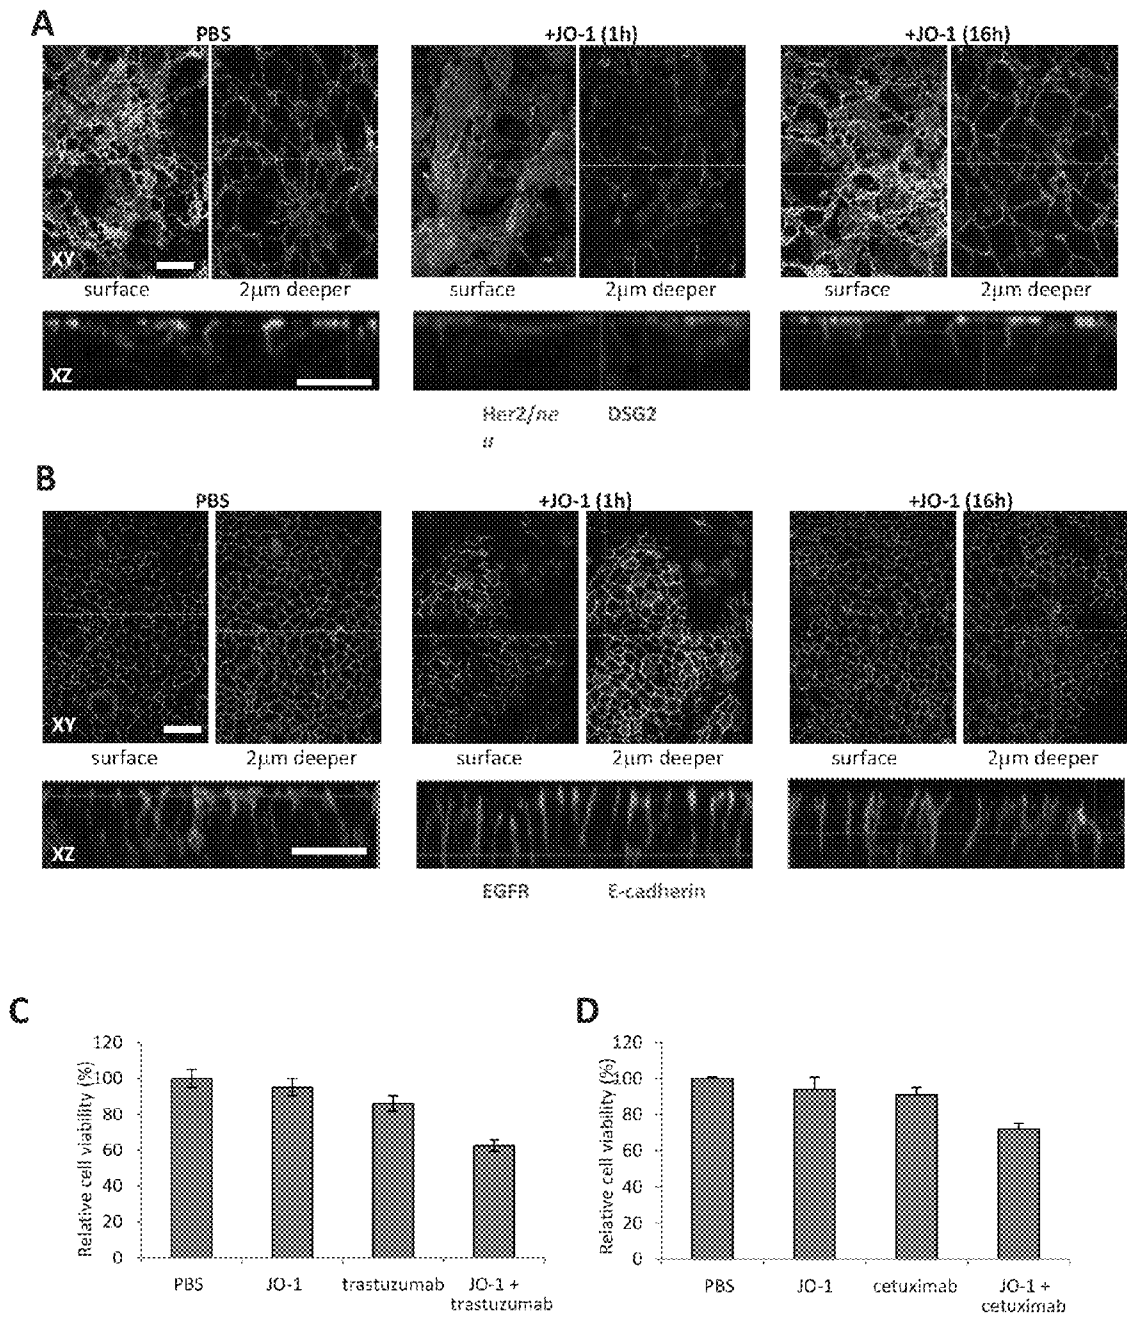 A
PBS
+JO-1 (1h)
+JO-1 (16h)
XY
surface
2μm deeper
surface
2μm deeper
surface
2μm deeper
XZ
Her2/ne
u
DSG2
B
PBS
+JO-1 (1h)
+JO-1 (16h)
XY
surface
2μm deeper
surface
2μm deeper
surface
2μm deeper
XZ
EGFR
E-cadherin
C
Relative cell viability (%)
120
100
80
60
40
20
0
PBS
JO-1
trastuzumab
JO-1 +
trastuzumab
D
Relative cell viability (%)
120
100
80
60
40
20
0
PBS
JO-1
cetuximab
JO-1 +
cetuximab